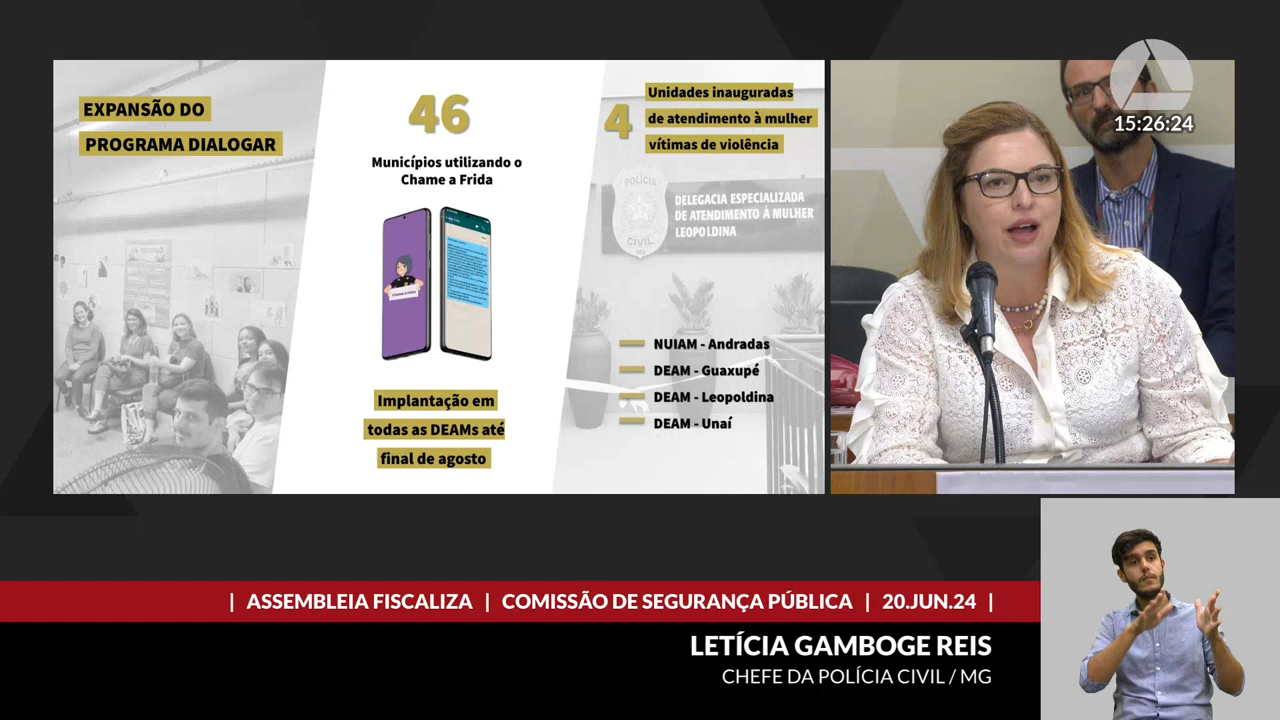 EXPANSÃO DO
PROGRAMA DIALOGAR
46
Municípios utilizando o
Chame a Frida
Implantação em
todas as DEAMs até
final de agosto
4
Unidades inauguradas
de atendimento à mulher
vítimas de violência
POLÍCIA
CIVIL
MG
DELEGACIA ESPECIALIZADA
DE ATENDIMENTO À MULHER
LEOPOLDINA
NUIAM - Andradas
DEAM - Guaxupé
DEAM - Leopoldina
DEAM - Unaí
15:26:24
| ASSEMBLEIA FISCALIZA | COMISSÃO DE SEGURANÇA PÚBLICA | 20.JUN.24 |
LETÍCIA GAMBOGE REIS
CHEFE DA POLÍCIA CIVIL / MG